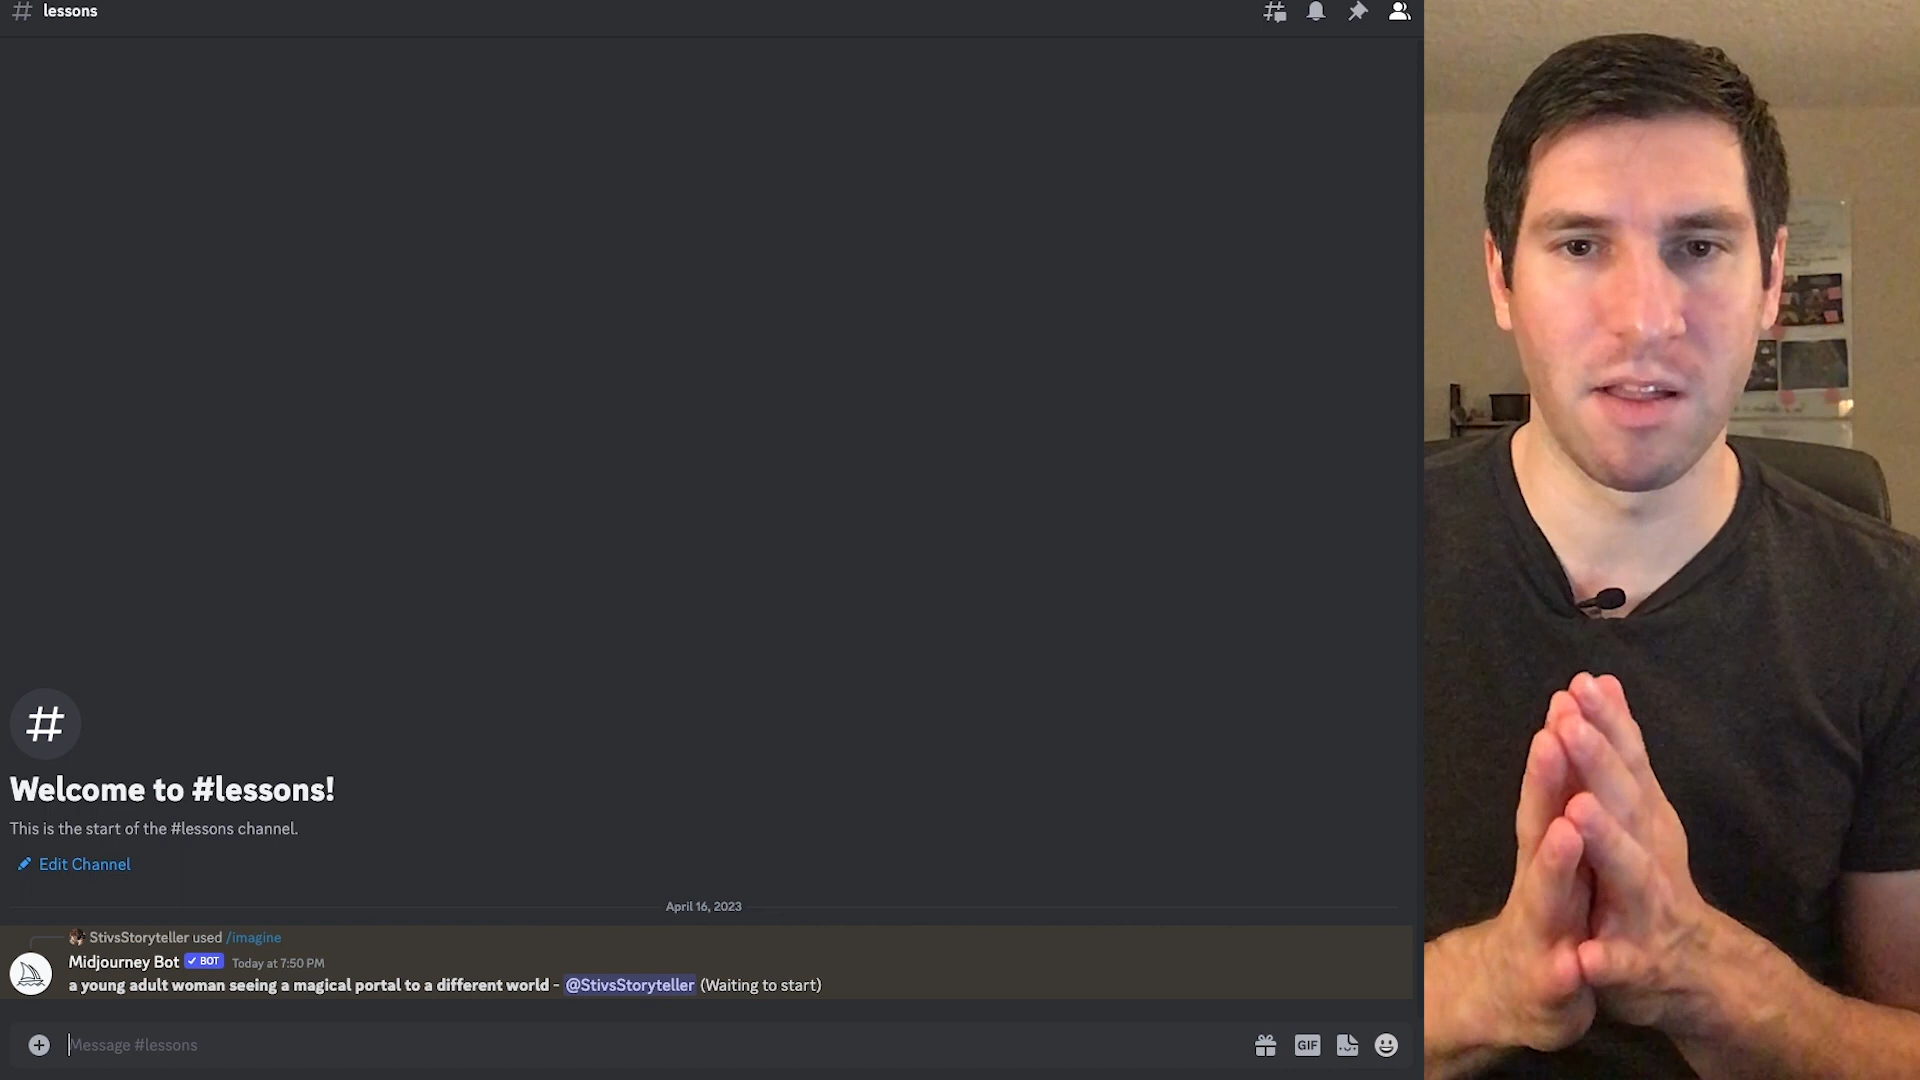 lessons
Welcome to #lessons!
This is the start of the #lessons channel.
Edit Channel
April 16, 2023
StivsStoryteller used /imagine
Midjourney Bot ✓ BOT Today at 7:50 PM
a young adult woman seeing a magical portal to a different world - @StivsStoryteller (Waiting to start)
Message #lessons
GIF